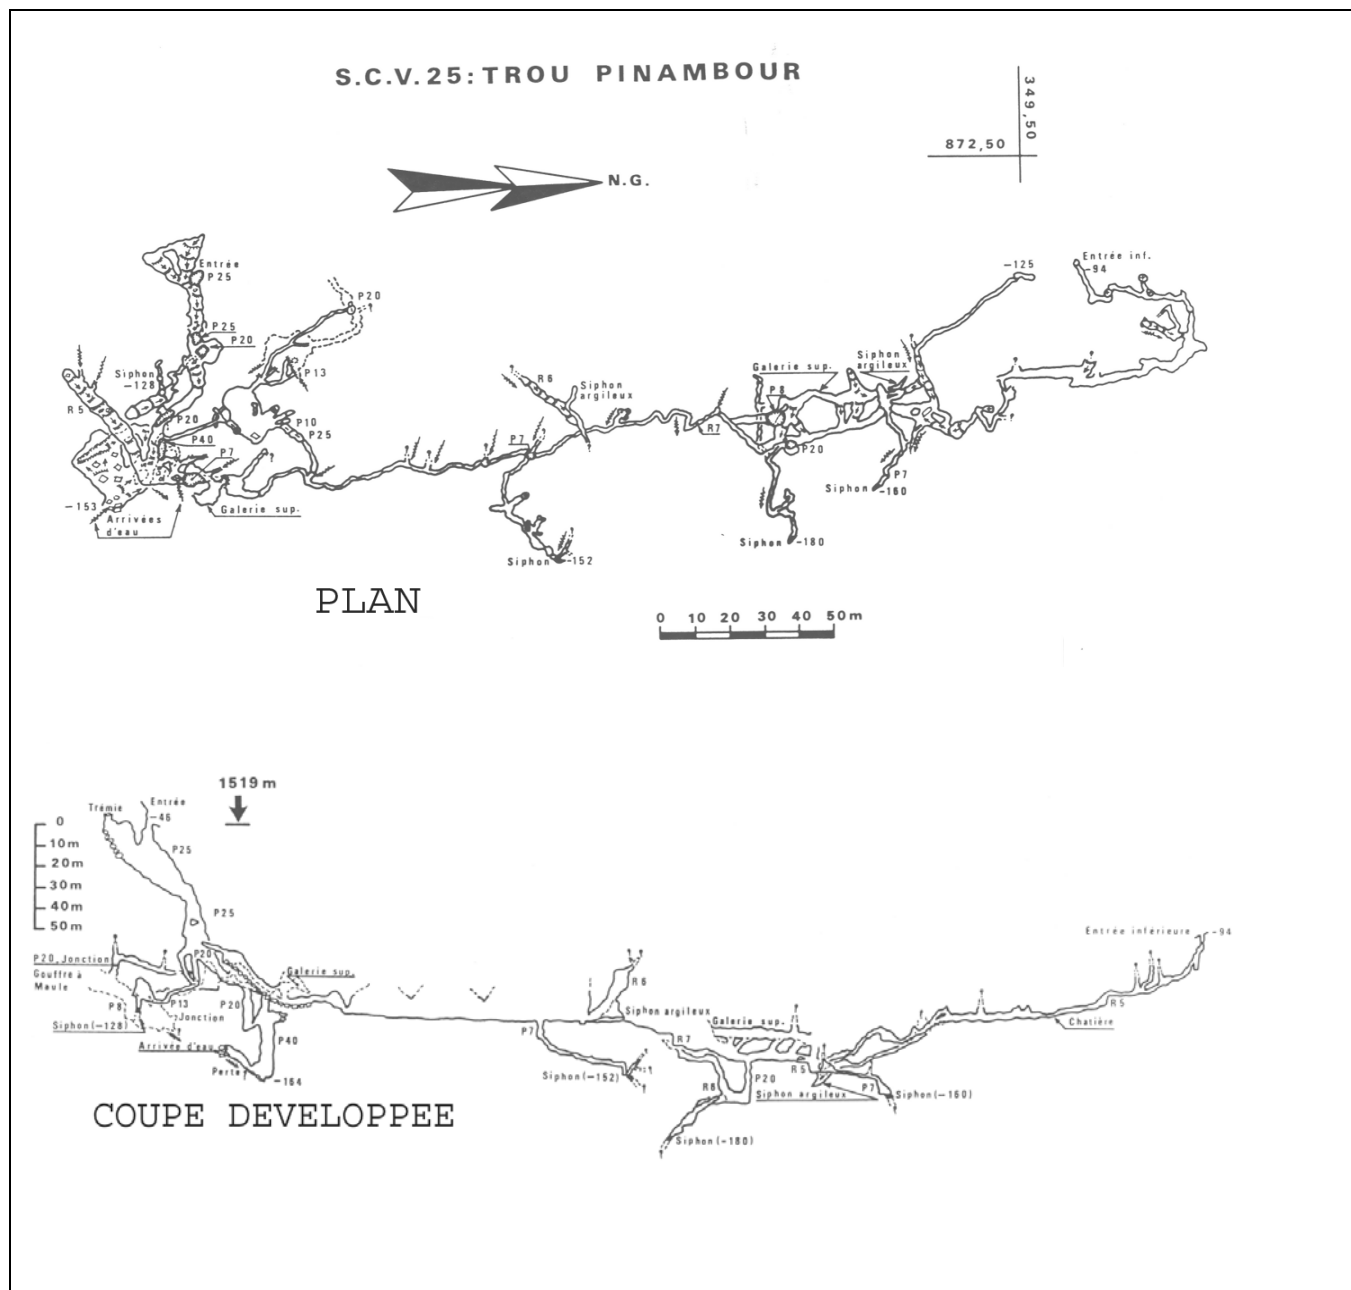 S.C.V.25: TROU PINAMBOUR
349,50
872,50
N.G.
Entrée
P25
P25
P20
Siphon
-128
R5
P20
P40
P7
-153
Arrivées
d'eau
Galerie sup.
P20
P13
P10
P25
R6
Siphon
argileux
P7
Siphon -152
R7
Galerie sup.
P8
P20
Siphon
argileux
Siphon -180
P7
Siphon -160
-125
Entrée inf.
-94
PLAN
0 10 20 30 40 50m
1519 m
0
10m
20m
30m
40m
50m
Trémie
Entrée
-46
P25
P25
P20, Jonction
Gouffre à
Maule
P20
Galerie sup.
P8
P13
P20
Jonction
Siphon (-128)
Arrivée d'eau
P40
Perte
-164
R6
Siphon argileux
P7
Siphon (-152)
R7
Galerie sup.
P20
R8
Siphon (-180)
R5
Siphon argileux
P7
Siphon (-160)
R5
Chatière
Entrée inférieure
-94
COUPE DEVELOPPEE